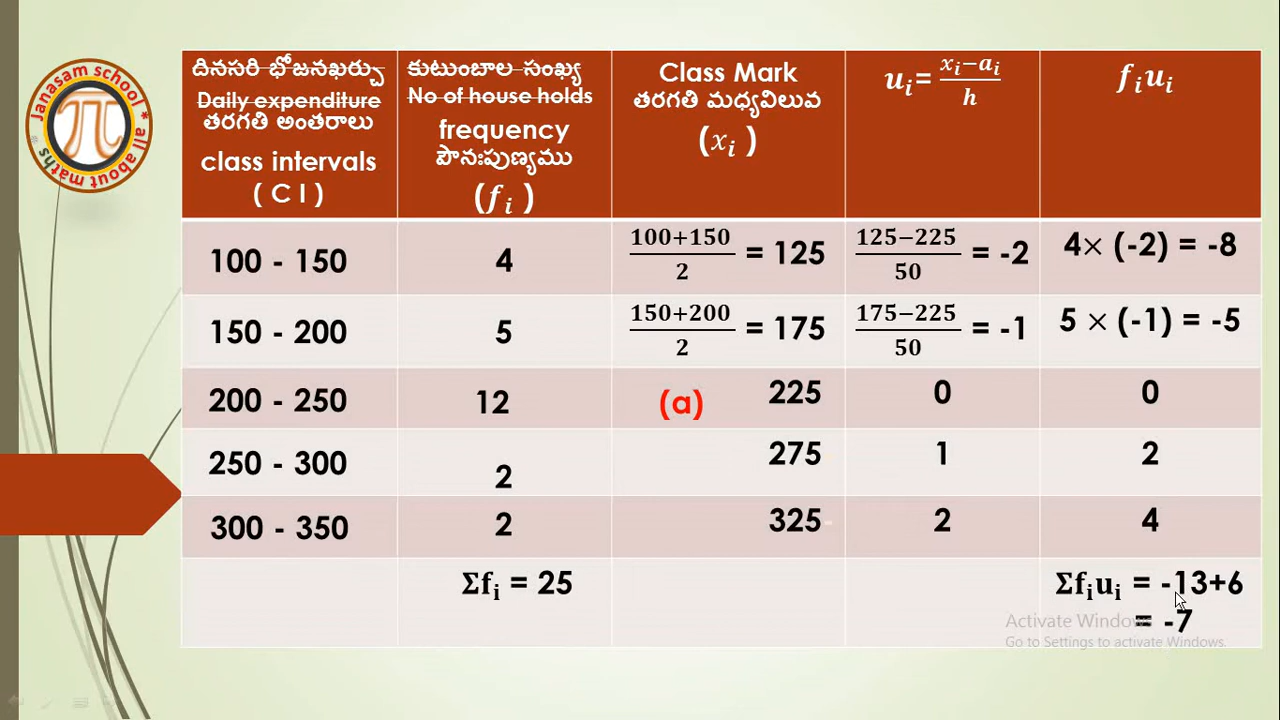 Janasam school * all about maths *
దినసరి భోజనఖర్చు
Daily expenditure
తరగతి అంతరాలు
class intervals
( C I )
కుటుంబాల సంఖ్య
No of house holds
frequency
పౌనఃపుణ్యము
(fᵢ )
Class Mark
తరగతి మధ్యవిలువ
(xᵢ )
uᵢ= (xᵢ−aᵢ)/h
fᵢuᵢ
100 - 150 4 (100+150)/2 = 125 (125−225)/50 = -2 4× (-2) = -8
150 - 200 5 (150+200)/2 = 175 (175−225)/50 = -1 5 × (-1) = -5
200 - 250 12 (a) 225 0 0
250 - 300 2 275 1 2
300 - 350 2 325 2 4
Σfᵢ = 25 Σfᵢuᵢ = -13+6
= -7
Activate Windows
Go to Settings to activate Windows.